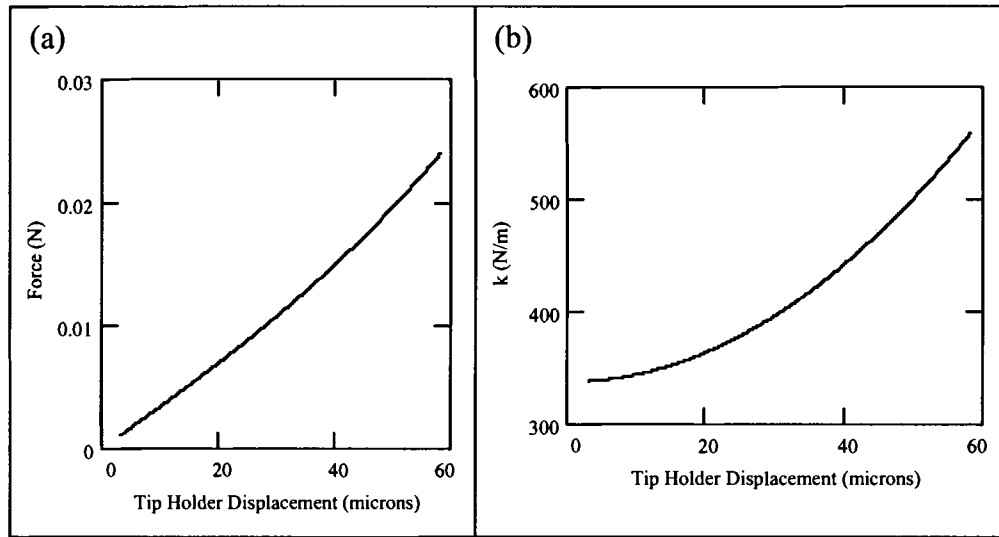 (a)
0.03
0.02
0.01
0
Force (N)
0
20
40
60
Tip Holder Displacement (microns)
(b)
600
500
400
300
k (N/m)
0
20
40
60
Tip Holder Displacement (microns)